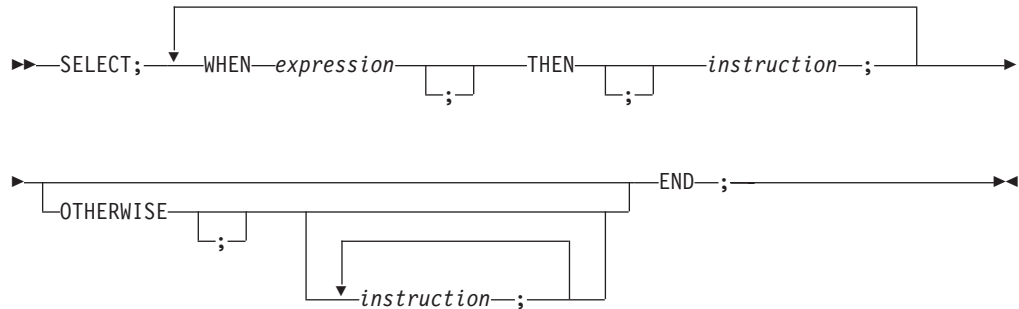 SELECT; WHEN expression THEN instruction ;
; ;
END ;
OTHERWISE
;
instruction ;